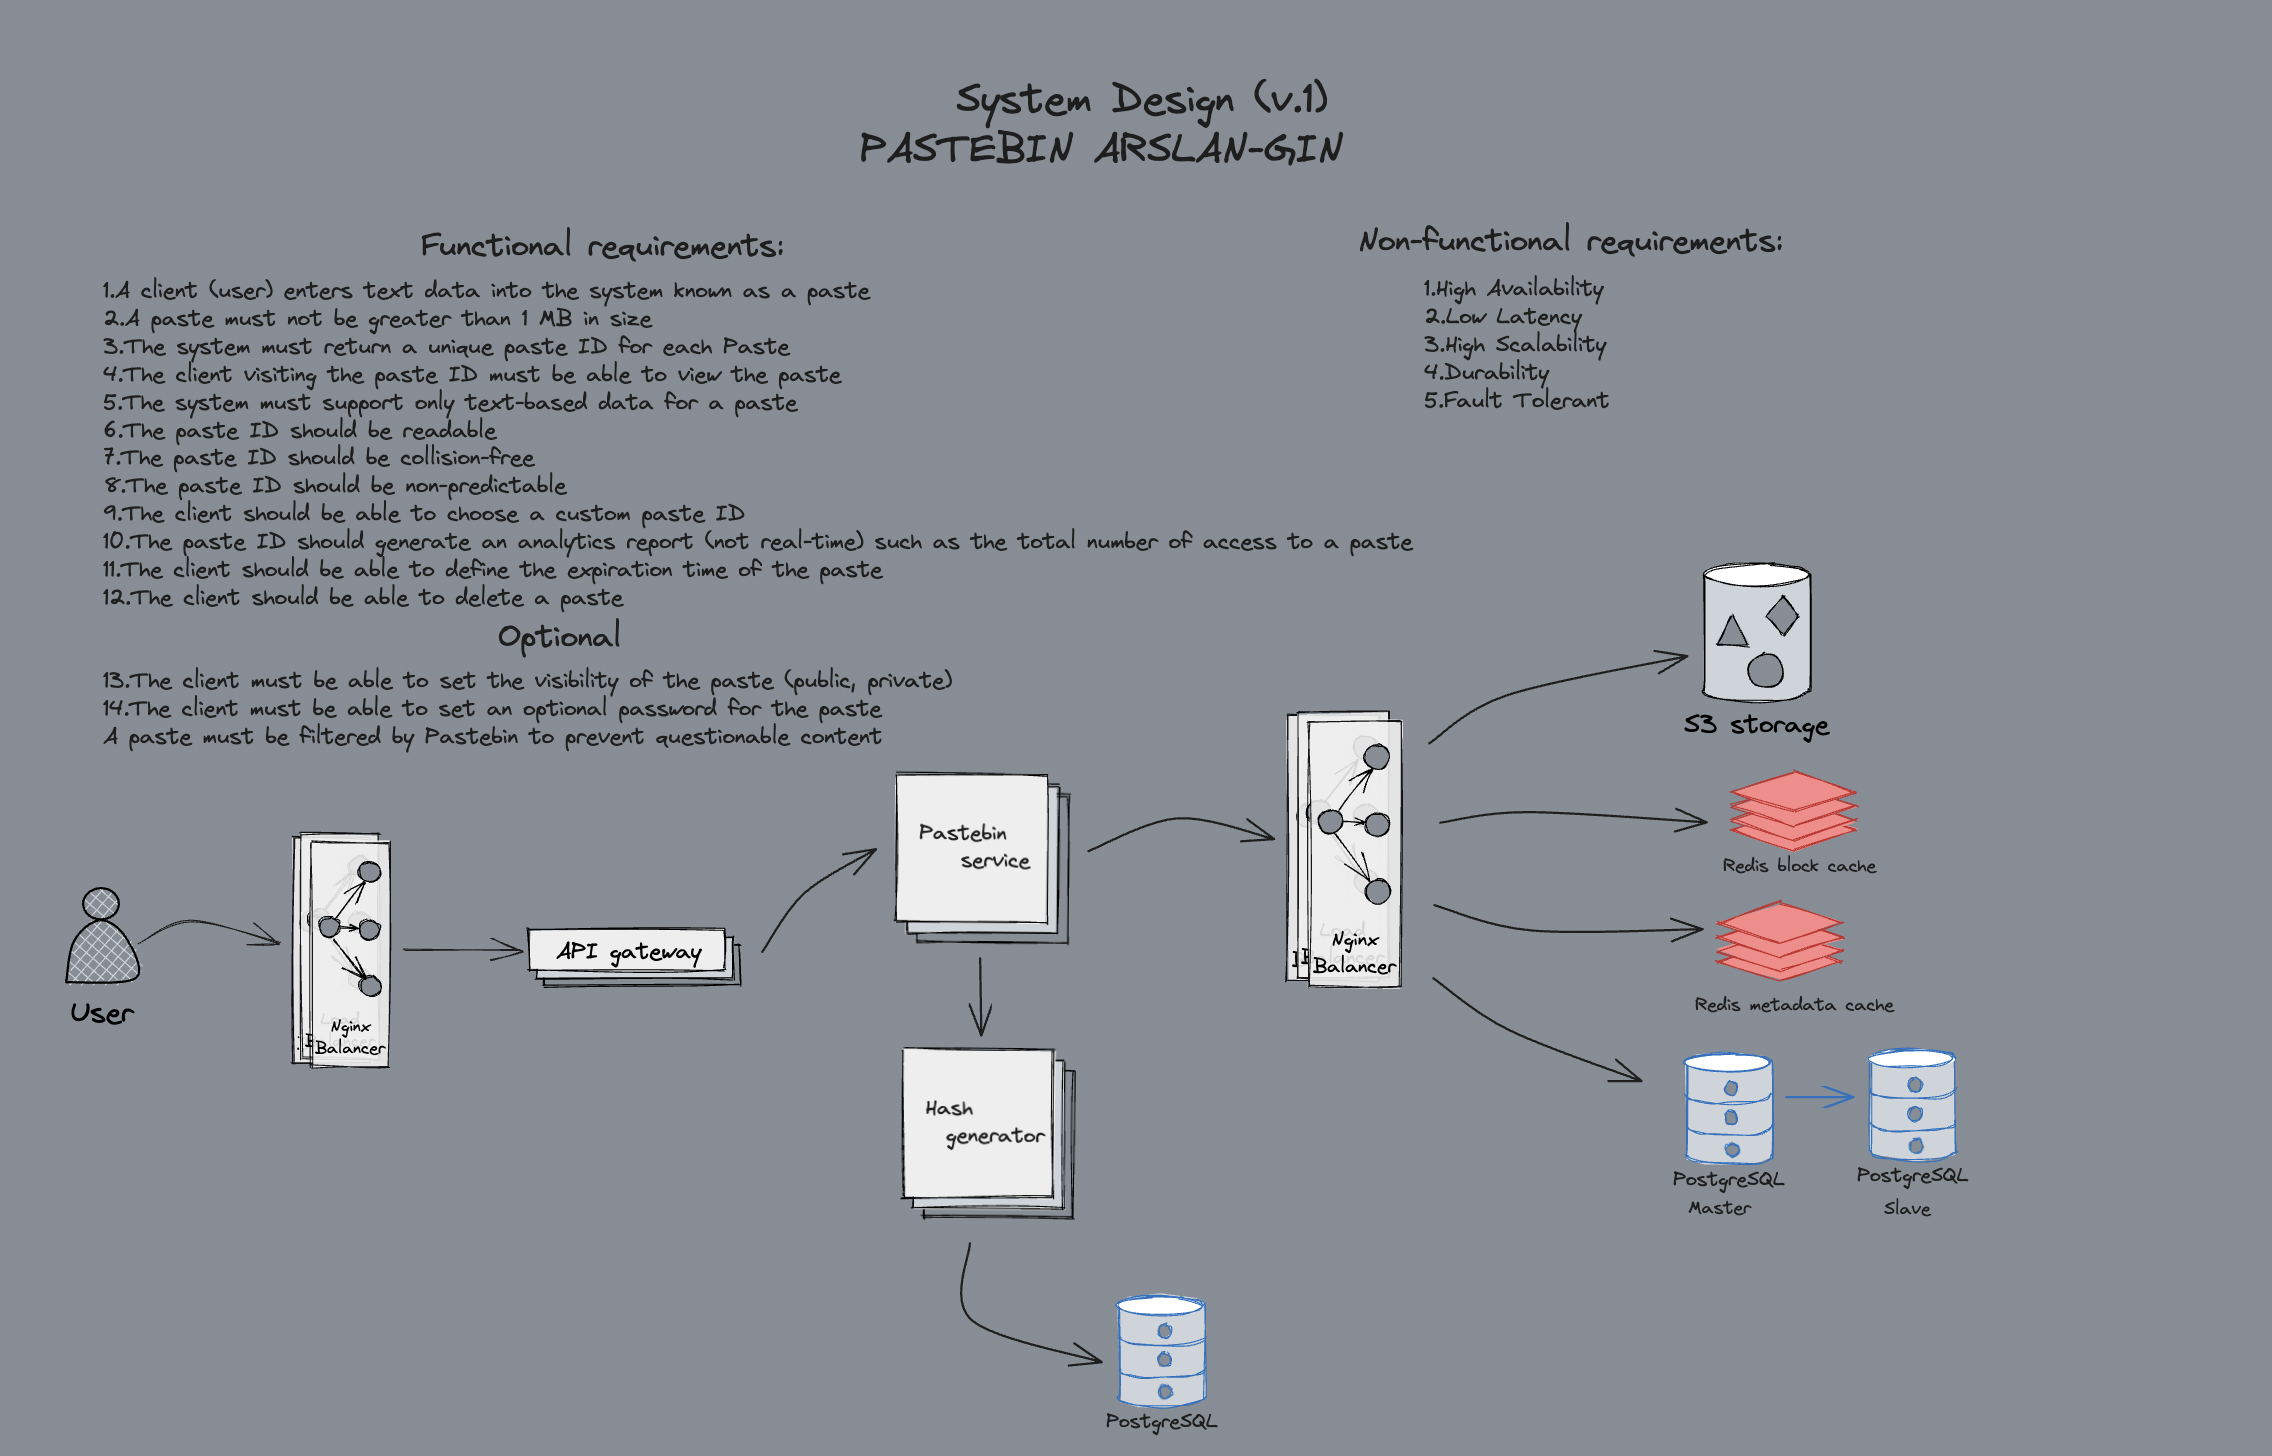 System Design (v.1)
PASTEBIN ARSLAN-GIN
Functional requirements:
1.A client (user) enters text data into the system known as a paste
2.A paste must not be greater than 1 MB in size
3.The system must return a unique paste ID for each Paste
4.The client visiting the paste ID must be able to view the paste
5.The system must support only text-based data for a paste
6.The paste ID should be readable
7.The paste ID should be collision-free
8.The paste ID should be non-predictable
9.The client should be able to choose a custom paste ID
10.The paste ID should generate an analytics report (not real-time) such as the total number of access to a paste
11.The client should be able to define the expiration time of the paste
12.The client should be able to delete a paste
Optional
13.The client must be able to set the visibility of the paste (public, private)
14.The client must be able to set an optional password for the paste
A paste must be filtered by Pastebin to prevent questionable content
Non-functional requirements:
1.High Availability
2.Low Latency
3.High Scalability
4.Durability
5.Fault Tolerant
User
Load
Nginx
Balancer
API gateway
Pastebin
service
Hash
generator
PostgreSQL
Load
Nginx
Balancer
S3 storage
Redis block cache
Redis metadata cache
PostgreSQL
Master
PostgreSQL
Slave